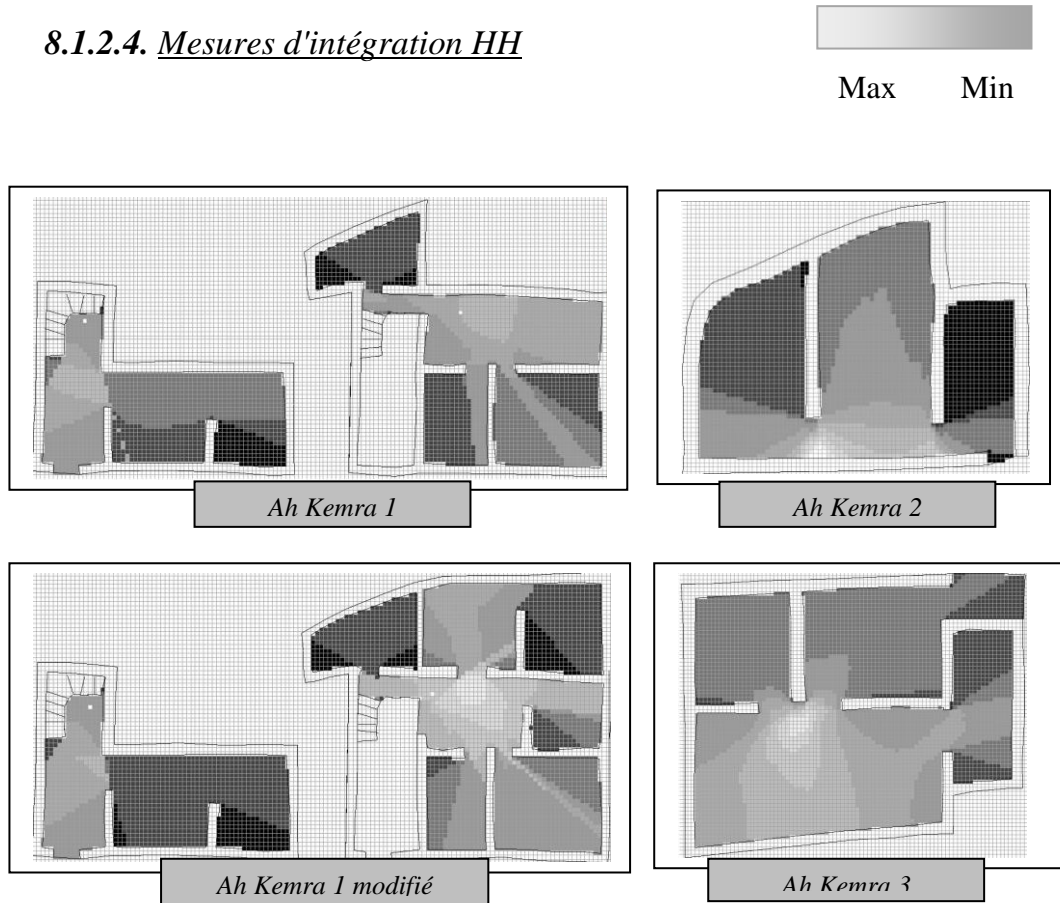 8.1.2.4. Mesures d'intégration HH
Max Min
Ah Kemra 1
Ah Kemra 2
Ah Kemra 1 modifié
Ah Kemra 3